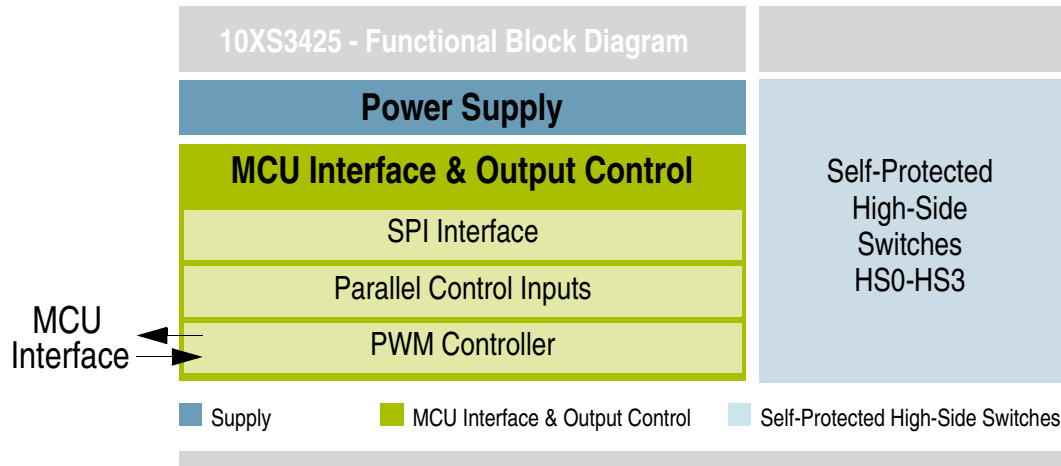 10XS3425 - Functional Block Diagram
Power Supply
MCU Interface & Output Control
SPI Interface
Parallel Control Inputs
PWM Controller
Self-Protected
High-Side
Switches
HS0-HS3
MCU
Interface
Supply
MCU Interface & Output Control
Self-Protected High-Side Switches